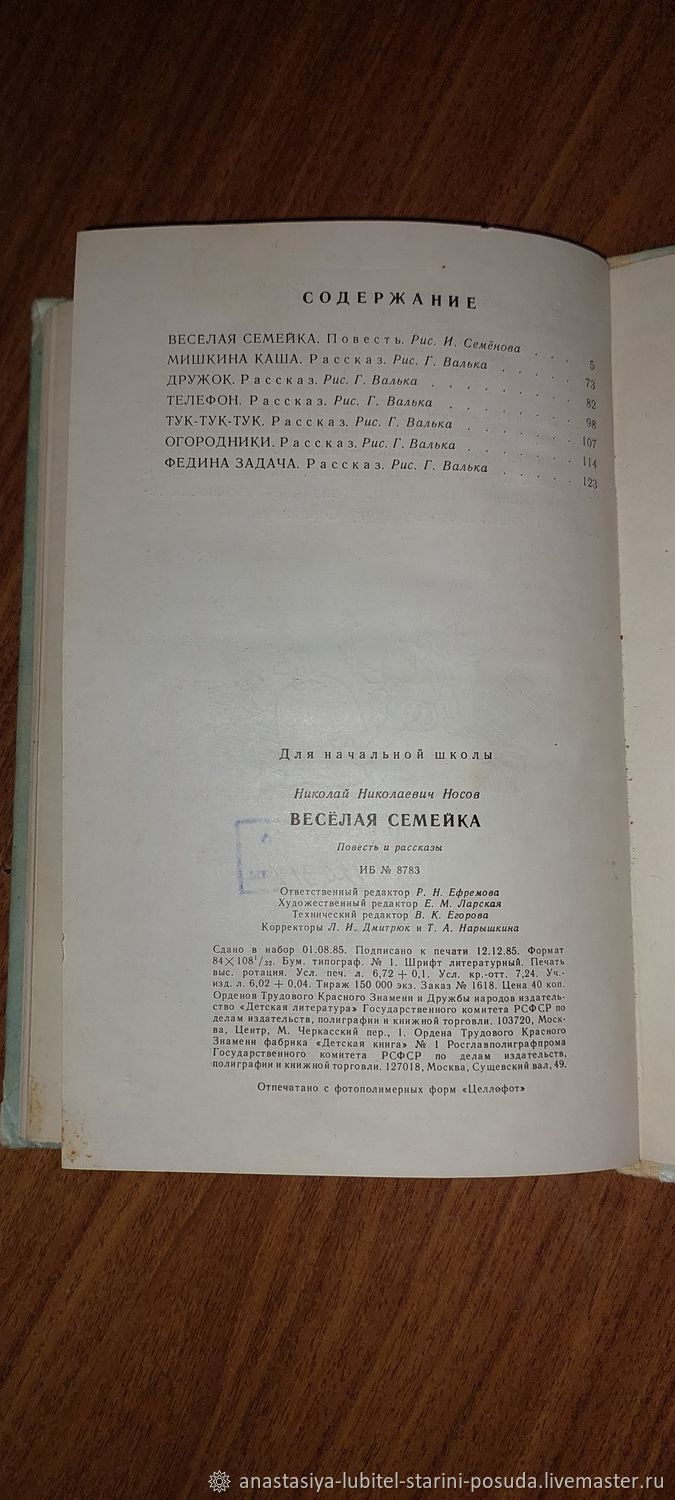 СОДЕРЖАНИЕ
ВЕСЁЛАЯ СЕМЕЙКА. Повесть. Рис. И. Семёнова . . . 5
МИШКИНА КАША. Рассказ. Рис. Г. Валька . . . . 73
ДРУЖОК. Рассказ. Рис. Г. Валька . . . . . . 82
ТЕЛЕФОН. Рассказ. Рис. Г. Валька . . . . . . 98
ТУК-ТУК-ТУК. Рассказ. Рис. Г. Валька . . . . . 107
ОГОРОДНИКИ. Рассказ. Рис. Г. Валька . . . . . 114
ФЕДИНА ЗАДАЧА. Рассказ. Рис. Г. Валька . . . . 123
Для начальной школы
Николай Николаевич Носов
ВЕСЁЛАЯ СЕМЕЙКА
Повесть и рассказы
ИБ № 8783
Ответственный редактор Р. Н. Ефремова
Художественный редактор Е. М. Ларская
Технический редактор В. К. Егорова
Корректоры Л. И. Дмитрюк и Т. А. Нарышкина
Сдано в набор 01.08.85. Подписано к печати 12.12.85. Формат
84×108¹/₃₂. Бум. типограф. № 1. Шрифт литературный. Печать
выс. ротация. Усл. печ. л. 6,72 + 0,1. Усл. кр.-отт. 7,24. Уч.-
изд. л. 6,02 + 0,04. Тираж 150 000 экз. Заказ № 1618. Цена 40 коп.
Орденов Трудового Красного Знамени и Дружбы народов издатель-
ство «Детская литература» Государственного комитета РСФСР по
делам издательств, полиграфии и книжной торговли. 103720, Моск-
ва, Центр, М. Черкасский пер., 1. Ордена Трудового Красного
Знамени фабрика «Детская книга» № 1 Росглавполиграфпрома
Государственного комитета РСФСР по делам издательств,
полиграфии и книжной торговли. 127018, Москва, Сущевский вал, 49.
Отпечатано с фотополимерных форм «Целлофот»
anastasiya-lubitel-starini-posuda.livemaster.ru